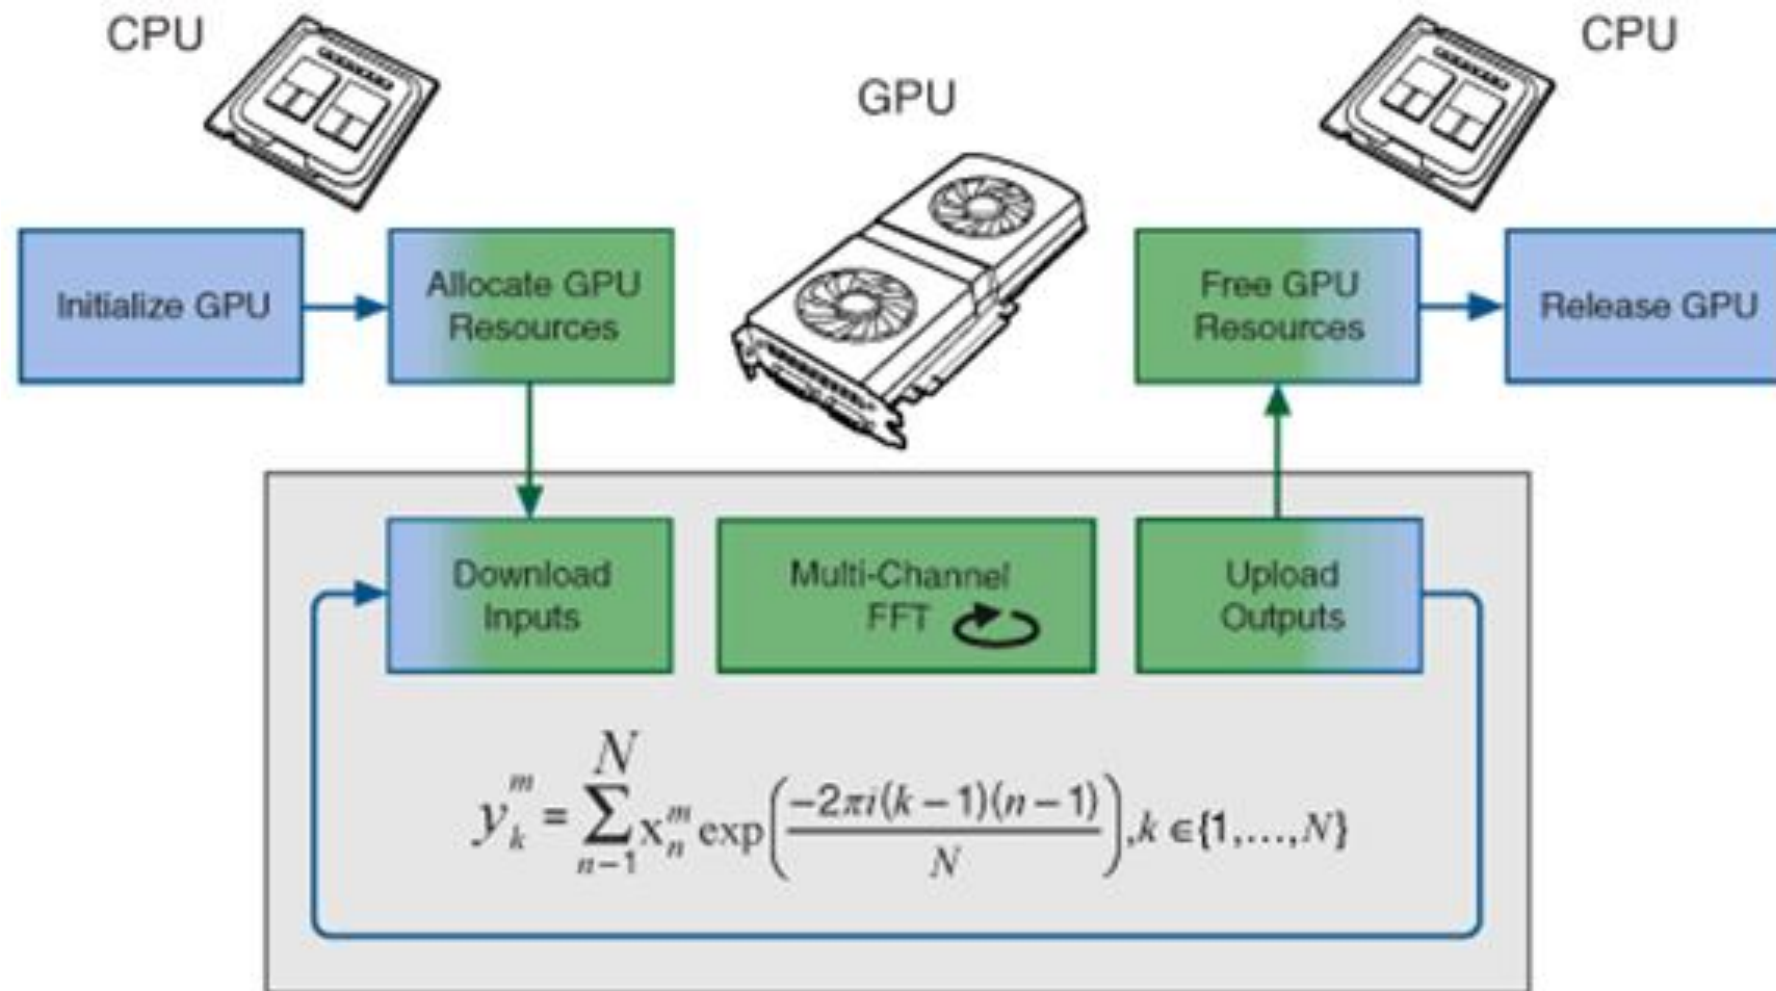 CPU
GPU
CPU
Initialize GPU
Allocate GPU
Resources
Free GPU
Resources
Release GPU
Download
Inputs
Multi-Channel
FFT
Upload
Outputs
y_k^m = ∑_{n-1}^{N} x_n^m exp(−2πi(k − 1)(n − 1) / N), k ∈ {1,...,N}